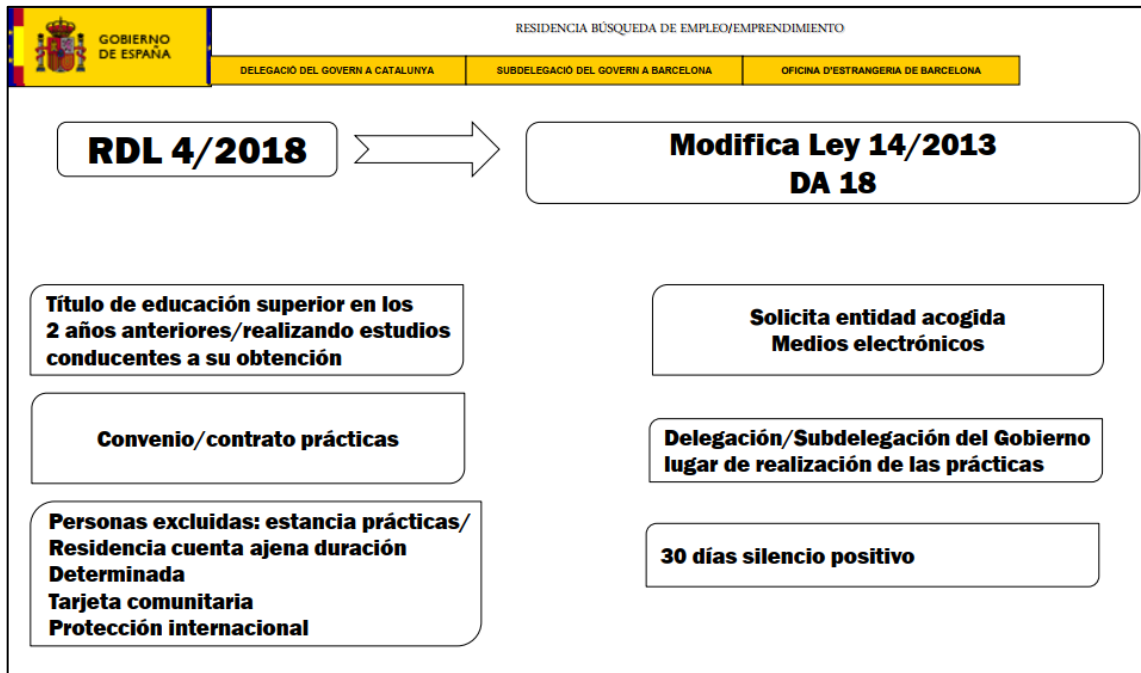 GOBIERNO
DE ESPAÑA
RESIDENCIA BÚSQUEDA DE EMPLEO/EMPRENDIMIENTO
DELEGACIÓ DEL GOVERN A CATALUNYA
SUBDELEGACIÓ DEL GOVERN A BARCELONA
OFICINA D'ESTRANGERIA DE BARCELONA
RDL 4/2018
Modifica Ley 14/2013
DA 18
Título de educación superior en los
2 años anteriores/realizando estudios
conducentes a su obtención
Convenio/contrato prácticas
Personas excluidas: estancia prácticas/
Residencia cuenta ajena duración
Determinada
Tarjeta comunitaria
Protección internacional
Solicita entidad acogida
Medios electrónicos
Delegación/Subdelegación del Gobierno
lugar de realización de las prácticas
30 días silencio positivo